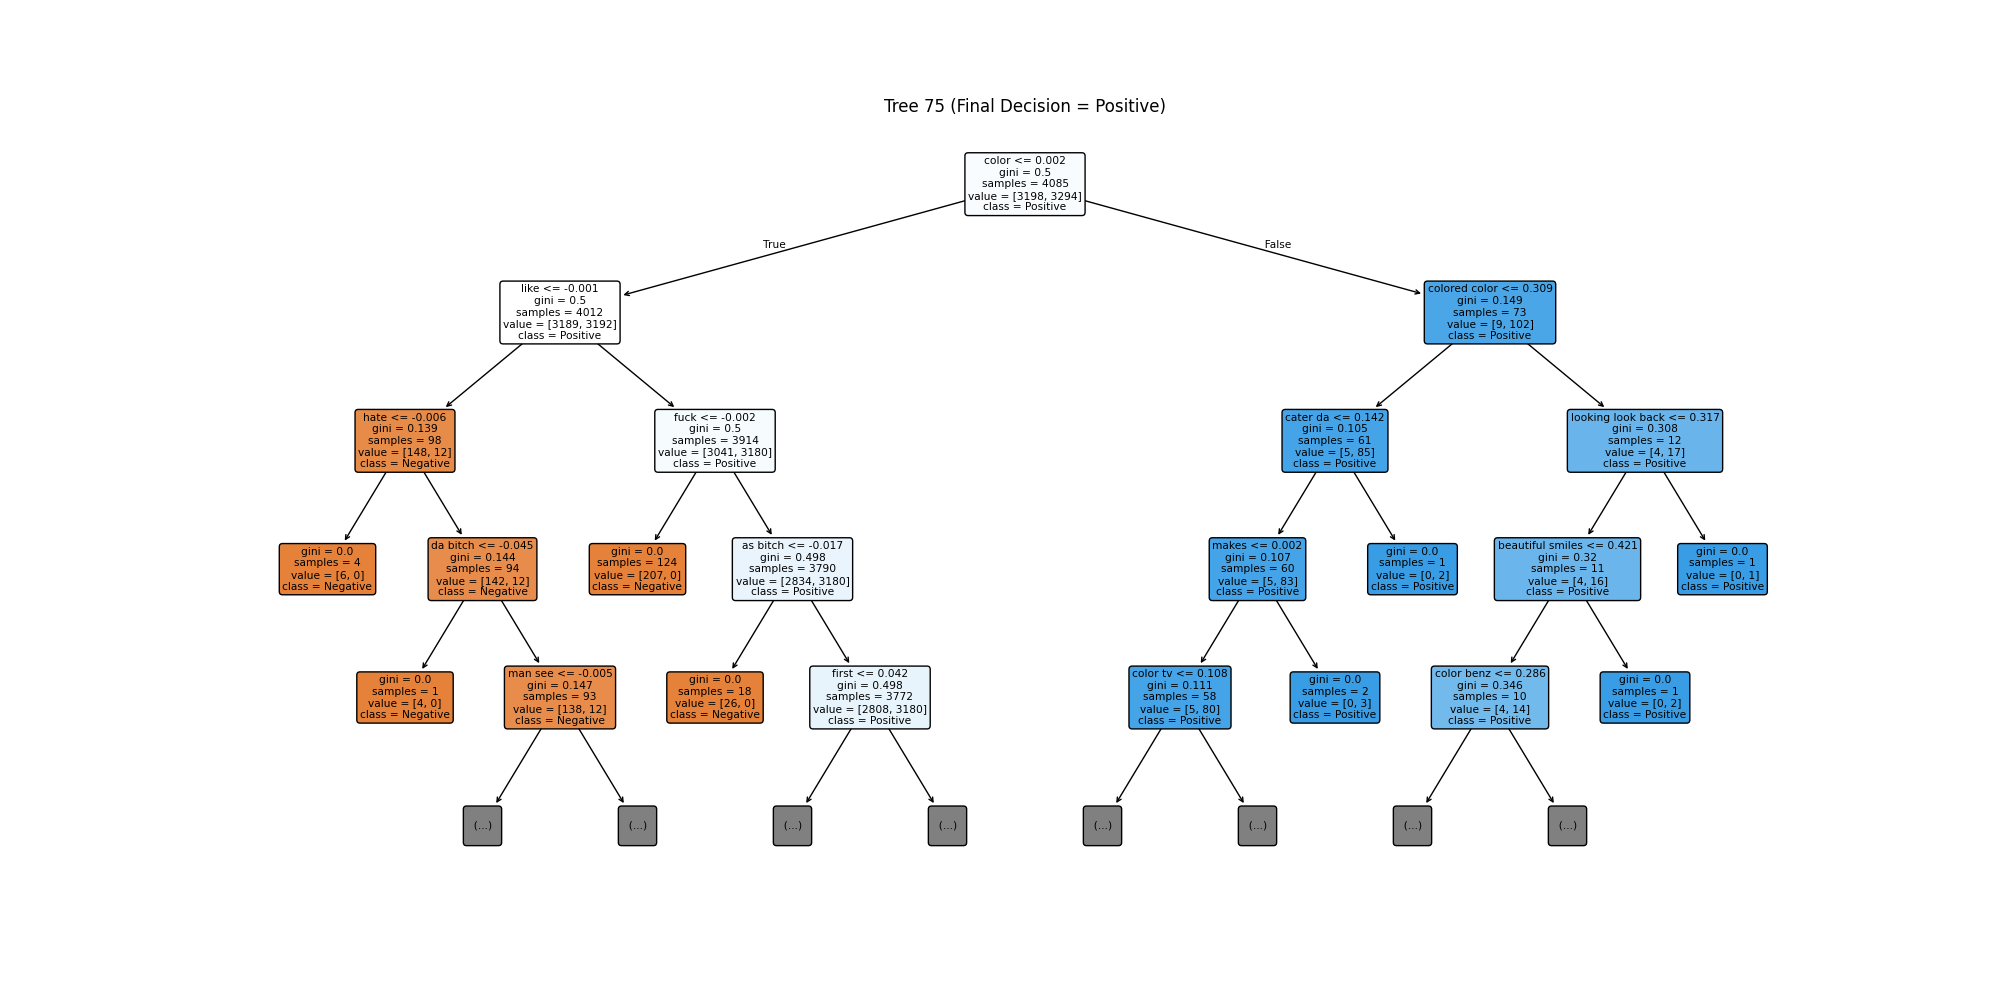 Tree 75 (Final Decision = Positive)
color <= 0.002
gini = 0.5
samples = 4085
value = [3198, 3294]
class = Positive
True
False
like <= -0.001
gini = 0.5
samples = 4012
value = [3189, 3192]
class = Positive
colored color <= 0.309
gini = 0.149
samples = 73
value = [9, 102]
class = Positive
hate <= -0.006
gini = 0.139
samples = 98
value = [148, 12]
class = Negative
fuck <= -0.002
gini = 0.5
samples = 3914
value = [3041, 3180]
class = Positive
cater da <= 0.142
gini = 0.105
samples = 61
value = [5, 85]
class = Positive
looking look back <= 0.317
gini = 0.308
samples = 12
value = [4, 17]
class = Positive
gini = 0.0
samples = 4
value = [6, 0]
class = Negative
da bitch <= -0.045
gini = 0.144
samples = 94
value = [142, 12]
class = Negative
gini = 0.0
samples = 124
value = [207, 0]
class = Negative
as bitch <= -0.017
gini = 0.498
samples = 3790
value = [2834, 3180]
class = Positive
makes <= 0.002
gini = 0.107
samples = 60
value = [5, 83]
class = Positive
gini = 0.0
samples = 1
value = [0, 2]
class = Positive
beautiful smiles <= 0.421
gini = 0.32
samples = 11
value = [4, 16]
class = Positive
gini = 0.0
samples = 1
value = [0, 1]
class = Positive
gini = 0.0
samples = 1
value = [4, 0]
class = Negative
man see <= -0.005
gini = 0.147
samples = 93
value = [138, 12]
class = Negative
gini = 0.0
samples = 18
value = [26, 0]
class = Negative
first <= 0.042
gini = 0.498
samples = 3772
value = [2808, 3180]
class = Positive
color tv <= 0.108
gini = 0.111
samples = 58
value = [5, 80]
class = Positive
gini = 0.0
samples = 2
value = [0, 3]
class = Positive
color benz <= 0.286
gini = 0.346
samples = 10
value = [4, 14]
class = Positive
gini = 0.0
samples = 1
value = [0, 2]
class = Positive
(...)
(...)
(...)
(...)
(...)
(...)
(...)
(...)